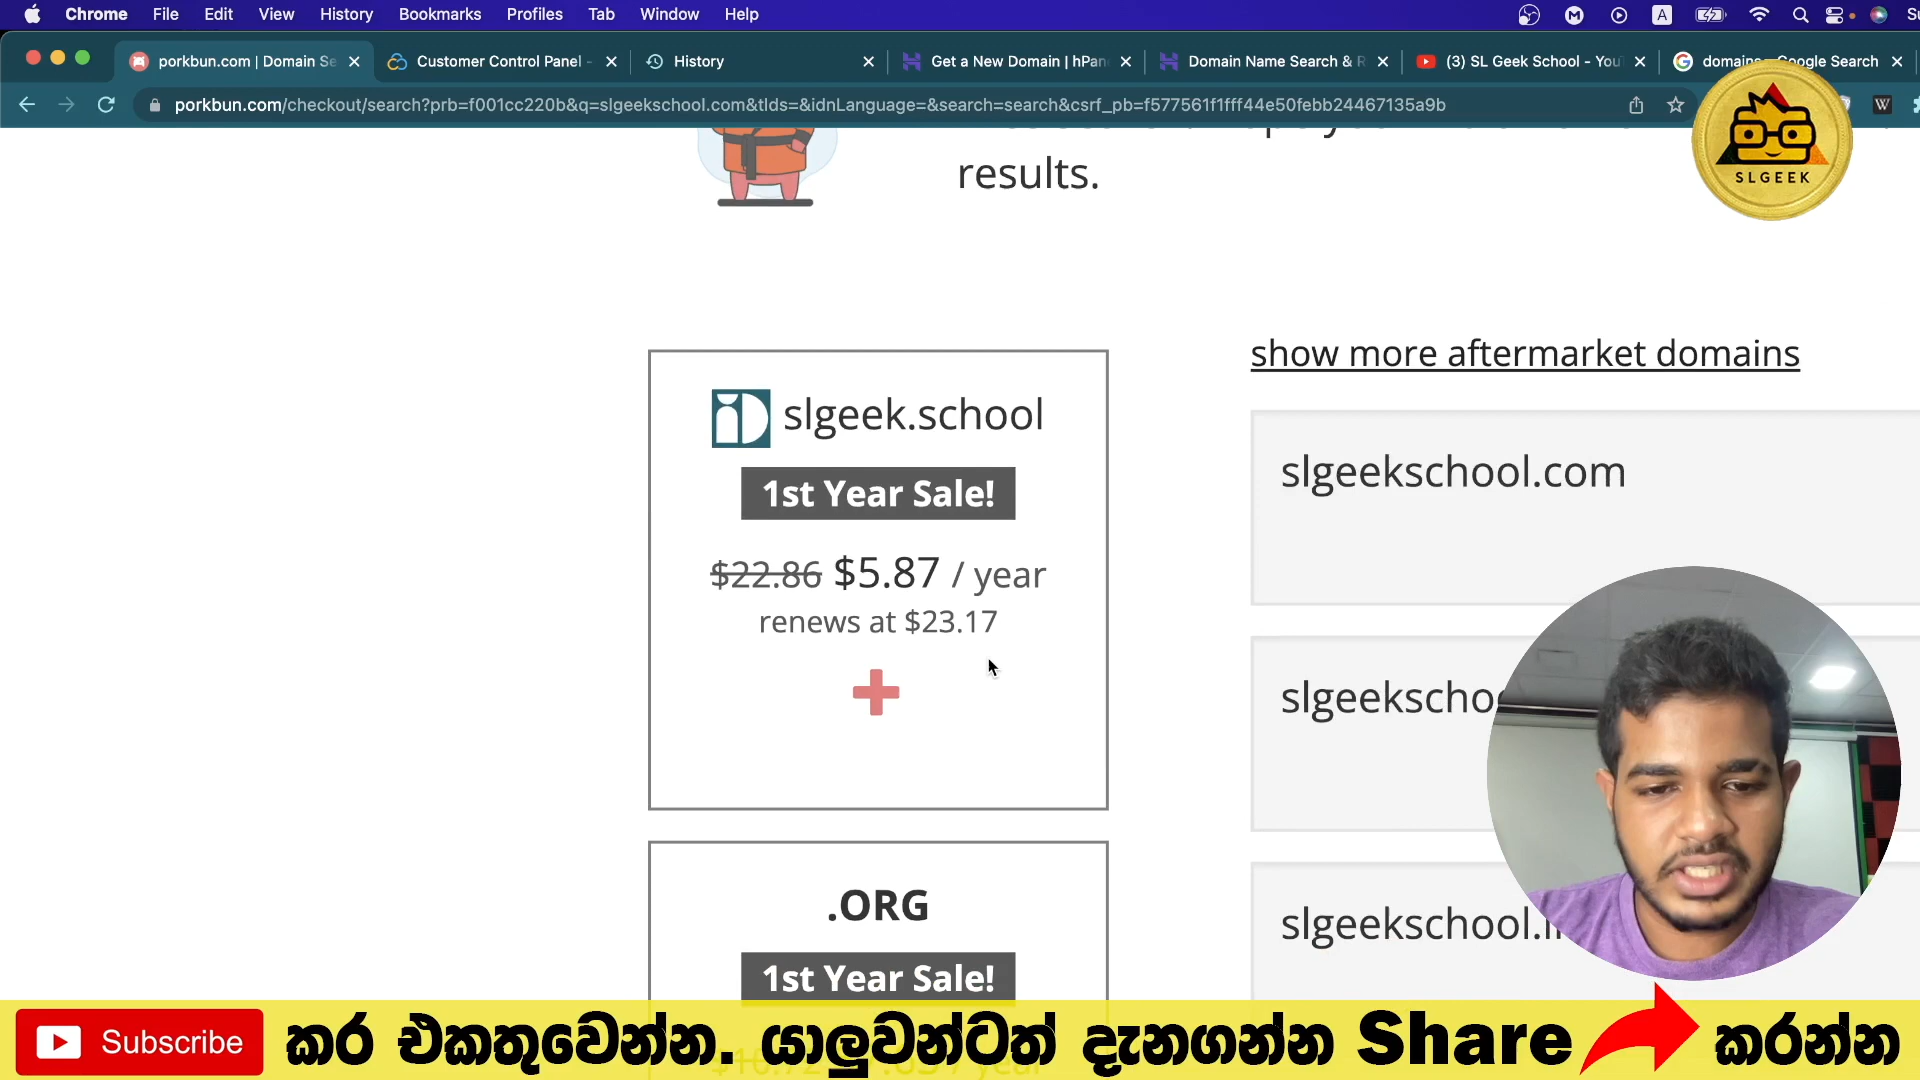 Chrome File Edit View History Bookmarks Profiles Tab Window Help
porkbun.com | Domain Se
Customer Control Panel -
History
Get a New Domain | hPan
Domain Name Search & R
(3) SL Geek School - You
domains - Google Search
porkbun.com/checkout/search?prb=f001cc220b&q=slgeekschool.com&tlds=&idnLanguage=&search=search&csrf_pb=f577561f1fff44e50febb24467135a9b
SLGEEK
results.
show more aftermarket domains
slgeek.school
1st Year Sale!
$22.86 $5.87 / year
renews at $23.17
slgeekschool.com
.ORG
1st Year Sale!
Subscribe කර එකතුවෙන්න. යාලුවන්ටත් දැනගන්න Share කරන්න